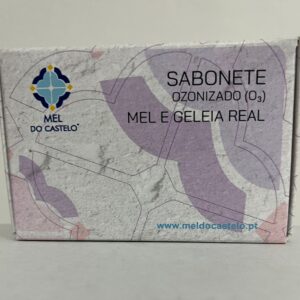 MEL
DO CASTELO®
SABONETE
OZONIZADO (O₃)
MEL E GELEIA REAL
www.meldocastelo.pt